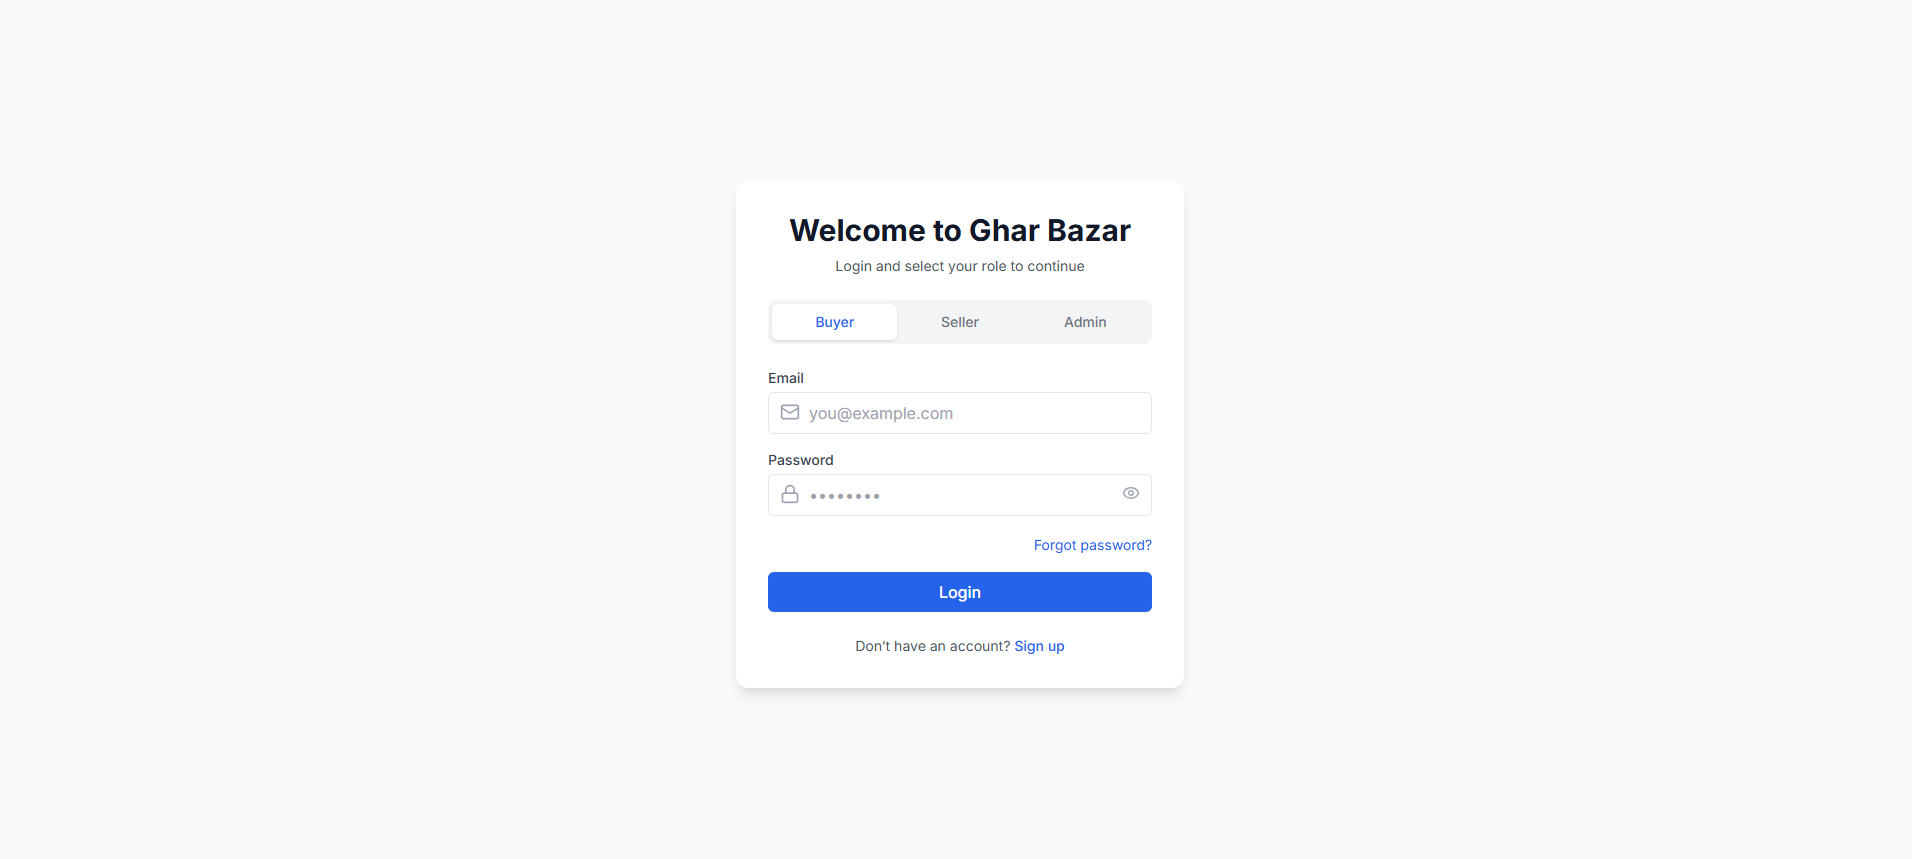 Welcome to Ghar Bazar
Login and select your role to continue
Buyer Seller Admin
Email
you@example.com
Password
••••••••
Forgot password?
Login
Don’t have an account? Sign up